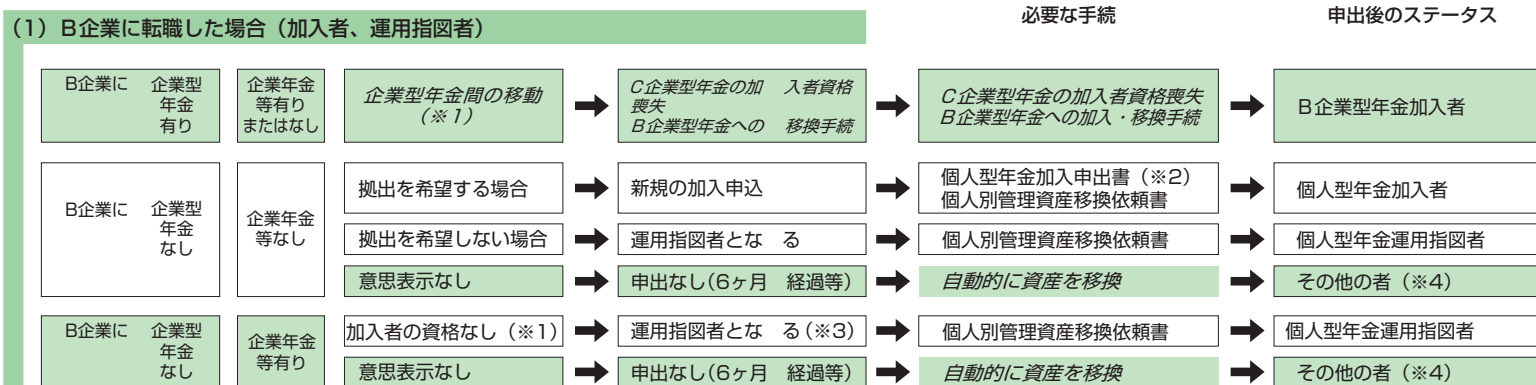 必要な手続
申出後のステータス
(1) B企業に転職した場合（加入者、運用指図者）
B企業に 企業型
年金
有り
企業年金
等有り
またはなし
企業型年金間の移動
(※1)
C企業型年金の加 入者資格
喪失
B企業型年金への 移換手続
C企業型年金の加入者資格喪失
B企業型年金への加入・移換手続
B企業型年金加入者
B企業に 企業型
年金
なし
企業年金
等なし
拠出を希望する場合
新規の加入申込
個人型年金加入申出書（※2）
個人別管理資産移換依頼書
個人型年金加入者
拠出を希望しない場合
運用指図者とな る
個人別管理資産移換依頼書
個人型年金運用指図者
意思表示なし
申出なし（6ヶ月 経過等）
自動的に資産を移換
その他の者（※4）
B企業に 企業型
年金
なし
企業年金
等有り
加入者の資格なし（※1）
運用指図者とな る（※3）
個人別管理資産移換依頼書
個人型年金運用指図者
意思表示なし
申出なし（6ヶ月 経過等）
自動的に資産を移換
その他の者（※4）